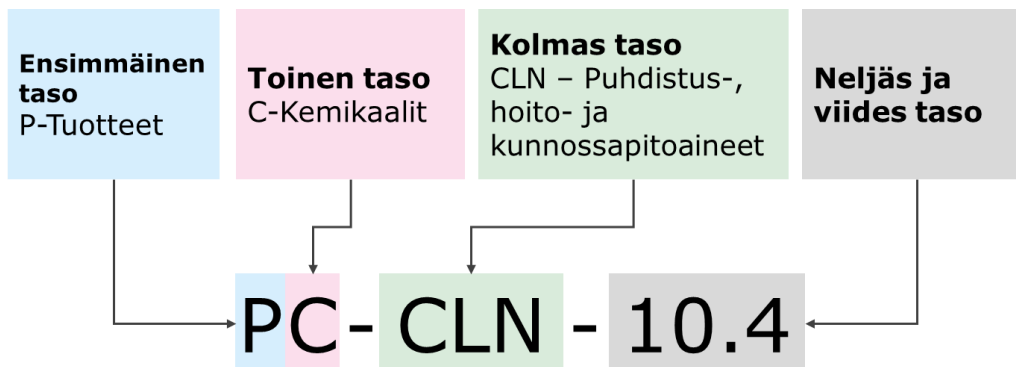 Ensimmäinen
taso
P-Tuotteet
Toinen taso
C-Kemikaalit
Kolmas taso
CLN – Puhdistus-,
hoito- ja
kunnossapitoaineet
Neljäs ja
viides taso
PC-CLN-10.4